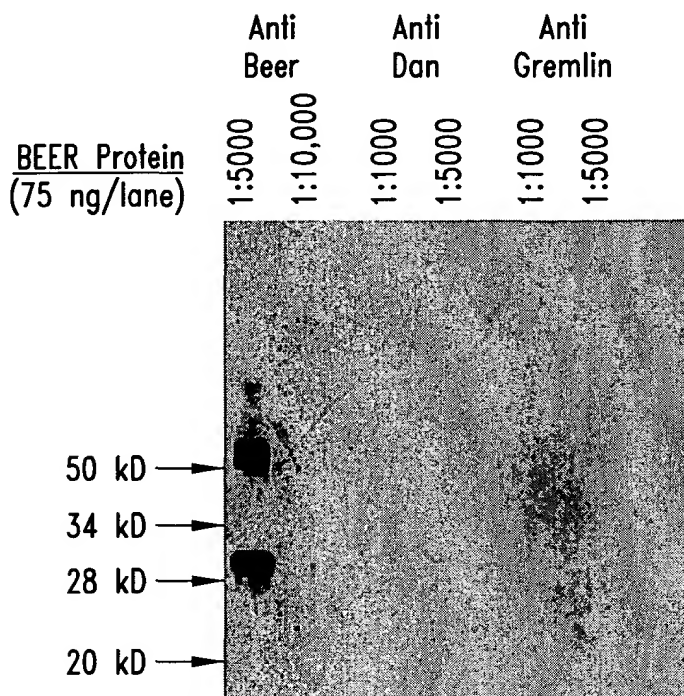 Anti Beer
Anti Dan
Anti Gremlin
BEER Protein
(75 ng/lane)
1:5000
1:10,000
1:1000
1:5000
1:1000
1:5000
50 kD
34 kD
28 kD
20 kD